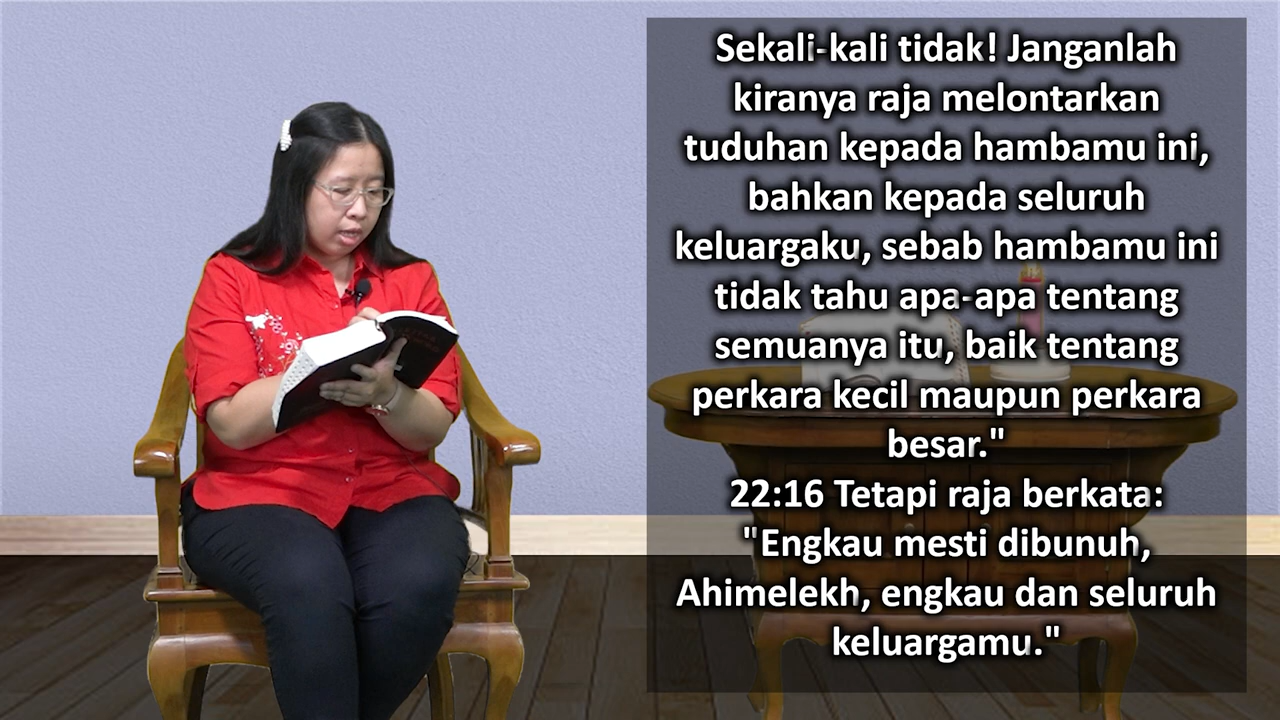 Sekali-kali tidak! Janganlah
kiranya raja melontarkan
tuduhan kepada hambamu ini,
bahkan kepada seluruh
keluargaku, sebab hambamu ini
tidak tahu apa-apa tentang
semuanya itu, baik tentang
perkara kecil maupun perkara
besar."
22:16 Tetapi raja berkata:
"Engkau mesti dibunuh,
Ahimelekh, engkau dan seluruh
keluargamu."